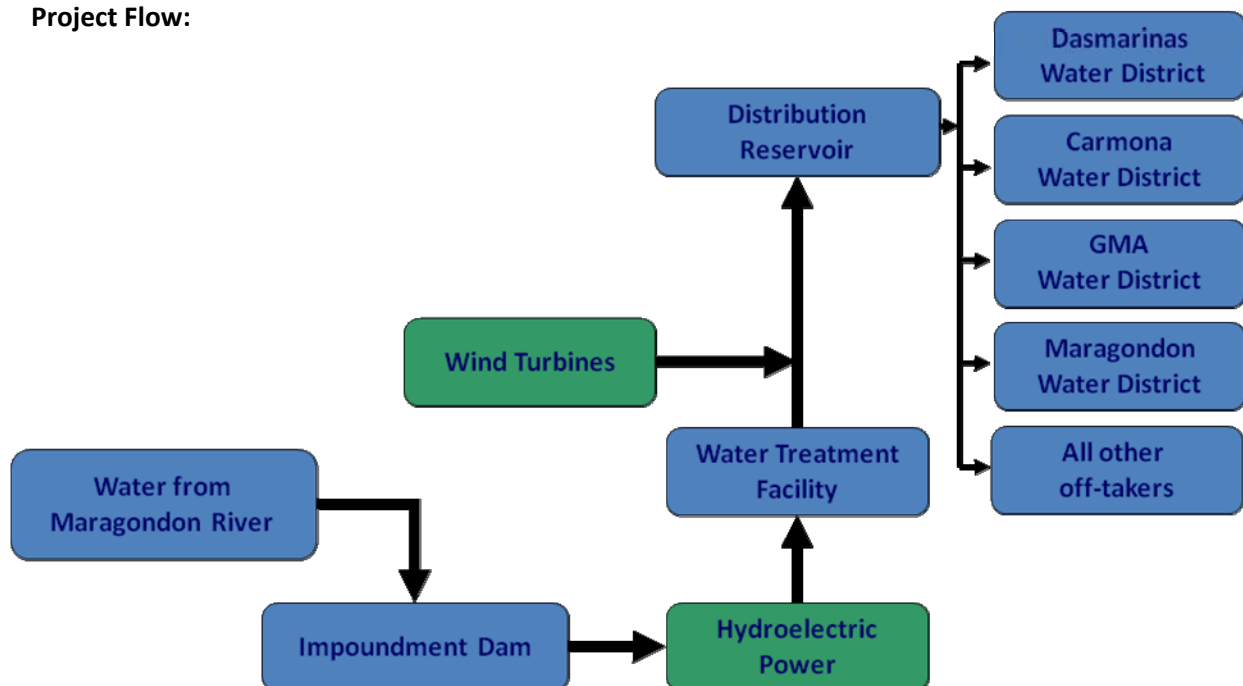 Project Flow:
Dasmarinas
Water District
Distribution
Reservoir
Carmona
Water District
GMA
Water District
Wind Turbines
Maragondon
Water District
Water Treatment
Facility
All other
off-takers
Water from
Maragondon River
Impoundment Dam
Hydroelectric
Power